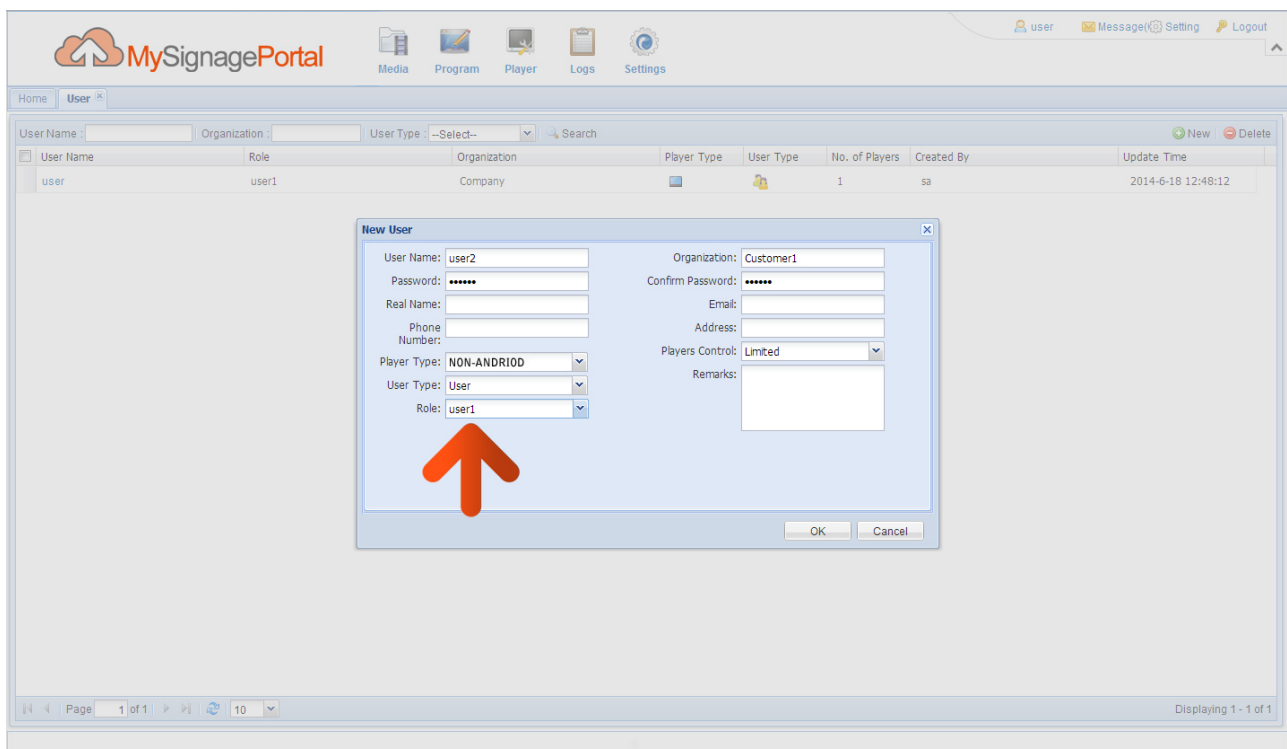 user Message( Setting Logout
MySignagePortal
Media Program Player Logs Settings
Home User
User Name : Organization : User Type : --Select-- Search New Delete
User Name Role Organization Player Type User Type No. of Players Created By Update Time
user user1 Company 1 sa 2014-6-18 12:48:12
New User
User Name: user2 Organization: Customer1
Password: •••••• Confirm Password: ••••••
Real Name: Email:
Phone Number: Address:
Player Type: NON-ANDRIOD Players Control: Limited
User Type: User Remarks:
Role: user1
OK Cancel
Page 1 of 1 10 Displaying 1 - 1 of 1